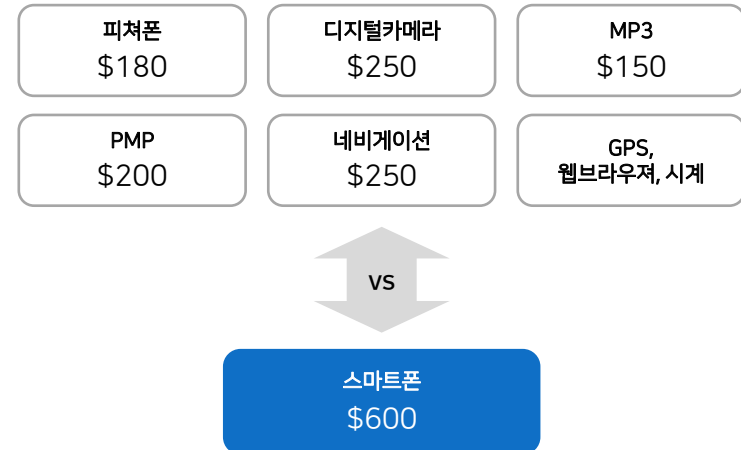 피쳐폰
$180
디지털카메라
$250
MP3
$150
PMP
$200
네비게이션
$250
GPS,
웹브라우져, 시계
vs
스마트폰
$600